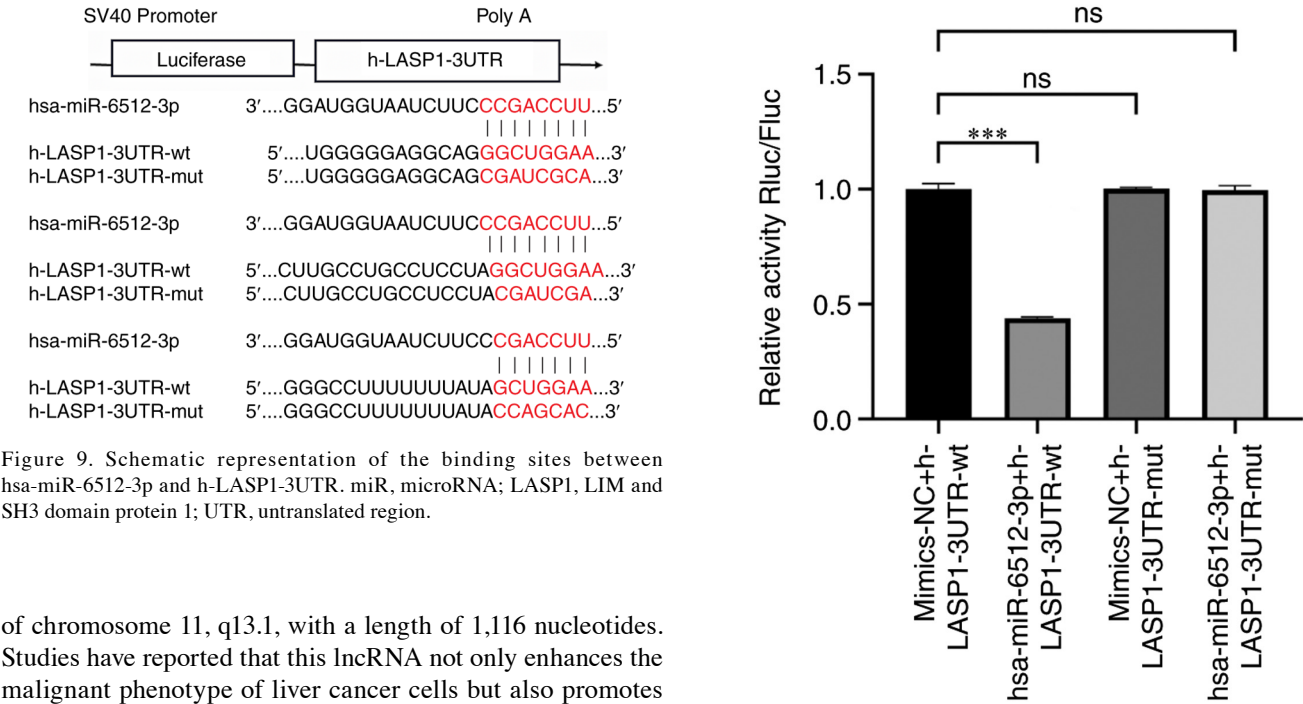 SV40 Promoter Poly A
Luciferase h-LASP1-3UTR
hsa-miR-6512-3p 3′....GGAUGGUAAUCUUCCCGACCUU...5′
h-LASP1-3UTR-wt 5′....UGGGGGAGGCAGGGCUGGAA...3′
h-LASP1-3UTR-mut 5′....UGGGGGAGGCAGCGAUCGCA...3′
hsa-miR-6512-3p 3′....GGAUGGUAAUCUUCCCGACCUU...5′
h-LASP1-3UTR-wt 5′...CUUGCCUGCCUCCUAGGCUGGAA...3′
h-LASP1-3UTR-mut 5′....CUUGCCUGCCUCCUACGAUCGA...3′
hsa-miR-6512-3p 3′....GGAUGGUAAUCUUCCCGACCUU...5′
h-LASP1-3UTR-wt 5′....GGGCCUUUUUUUAUAGCUGGAA...3′
h-LASP1-3UTR-mut 5′....GGGCCUUUUUUUAUACCAGCAC...3′
Figure 9. Schematic representation of the binding sites between
hsa-miR-6512-3p and h-LASP1-3UTR. miR, microRNA; LASP1, LIM and
SH3 domain protein 1; UTR, untranslated region.
of chromosome 11, q13.1, with a length of 1,116 nucleotides.
Studies have reported that this lncRNA not only enhances the
malignant phenotype of liver cancer cells but also promotes
ns
ns
***
Relative activity Rluc/Fluc
1.5
1.0
0.5
0.0
Mimics-NC+h-
LASP1-3UTR-wt
hsa-miR-6512-3p+h-
LASP1-3UTR-wt
Mimics-NC+h-
LASP1-3UTR-mut
hsa-miR-6512-3p+h-
LASP1-3UTR-mut